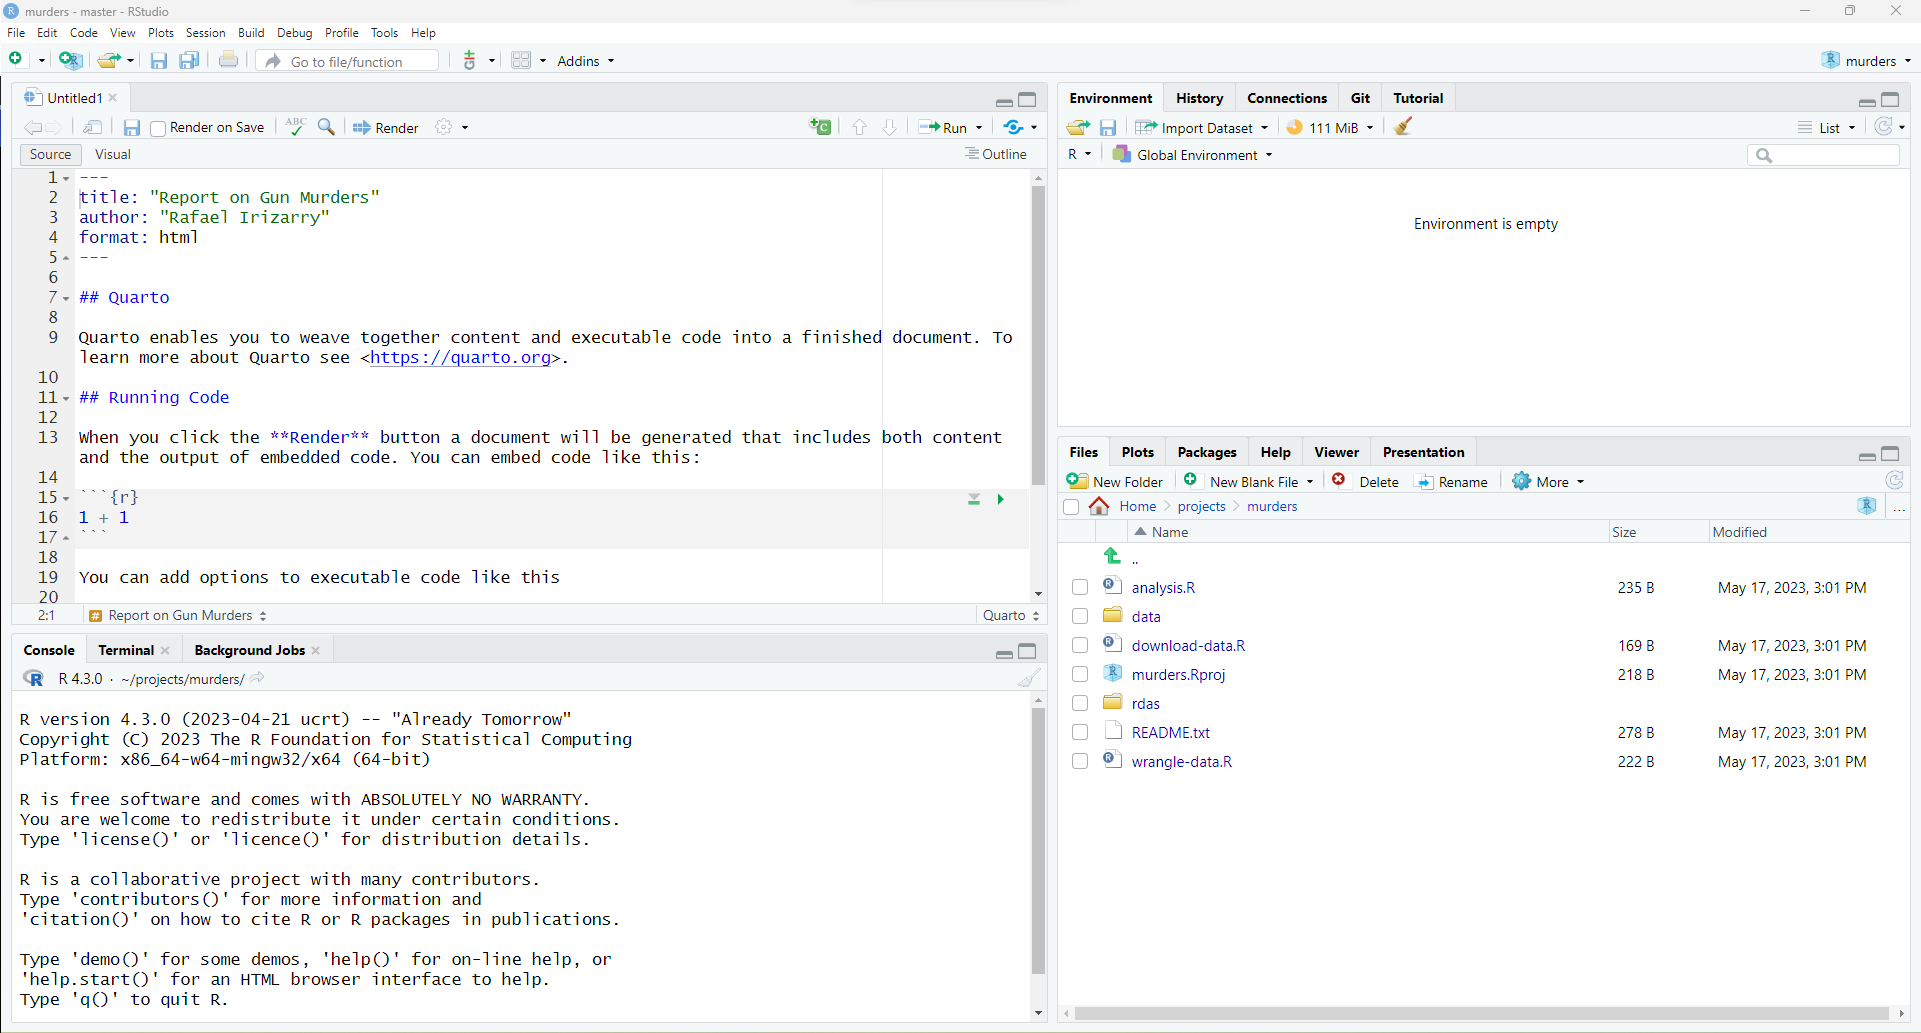 murders - master - RStudio
File Edit Code View Plots Session Build Debug Profile Tools Help
Go to file/function Addins murders
Untitled1
Render on Save ABC Render Run
Source Visual Outline
1 ---
2 title: "Report on Gun Murders"
3 author: "Rafael Irizarry"
4 format: html
5 ---
6
7 ## Quarto
8
9 Quarto enables you to weave together content and executable code into a finished document. To
learn more about Quarto see <https://quarto.org>.
10
11 ## Running Code
12
13 When you click the **Render** button a document will be generated that includes both content
and the output of embedded code. You can embed code like this:
14
15 ```{r}
16 1 + 1
17 ```
18
19 You can add options to executable code like this
20
2:1 # Report on Gun Murders Quarto
Console Terminal Background Jobs
R R 4.3.0 · ~/projects/murders/
R version 4.3.0 (2023-04-21 ucrt) -- "Already Tomorrow"
Copyright (C) 2023 The R Foundation for Statistical Computing
Platform: x86_64-w64-mingw32/x64 (64-bit)
R is free software and comes with ABSOLUTELY NO WARRANTY.
You are welcome to redistribute it under certain conditions.
Type 'license()' or 'licence()' for distribution details.
R is a collaborative project with many contributors.
Type 'contributors()' for more information and
'citation()' on how to cite R or R packages in publications.
Type 'demo()' for some demos, 'help()' for on-line help, or
'help.start()' for an HTML browser interface to help.
Type 'q()' to quit R.
Environment History Connections Git Tutorial
Import Dataset 111 MiB List
R Global Environment
Environment is empty
Files Plots Packages Help Viewer Presentation
New Folder New Blank File Delete Rename More
Home projects murders ...
Name Size Modified
..
analysis.R 235 B May 17, 2023, 3:01 PM
data
download-data.R 169 B May 17, 2023, 3:01 PM
murders.Rproj 218 B May 17, 2023, 3:01 PM
rdas
README.txt 278 B May 17, 2023, 3:01 PM
wrangle-data.R 222 B May 17, 2023, 3:01 PM